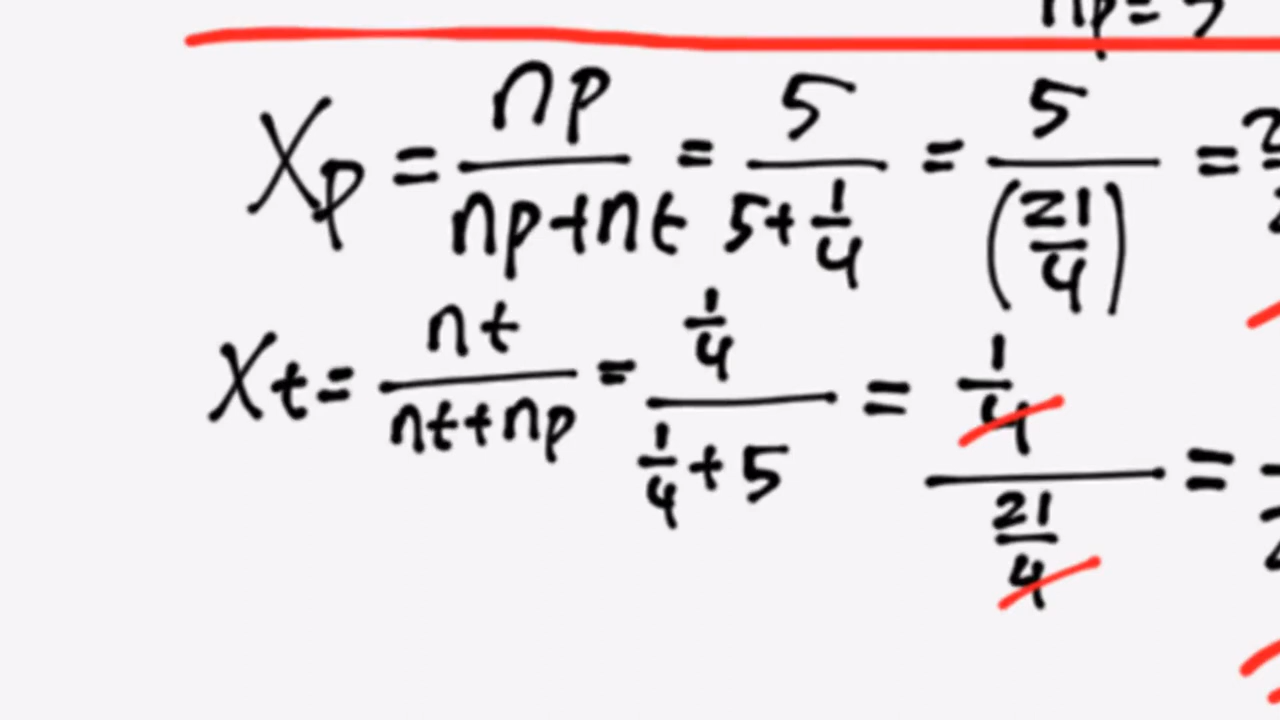 np=5
Xp = np/(np+nt) = 5/(5+1/4) = 5/(21/4) = 2
Xt = nt/(nt+np) = (1/4)/(1/4+5) = (1/4)/(21/4) =